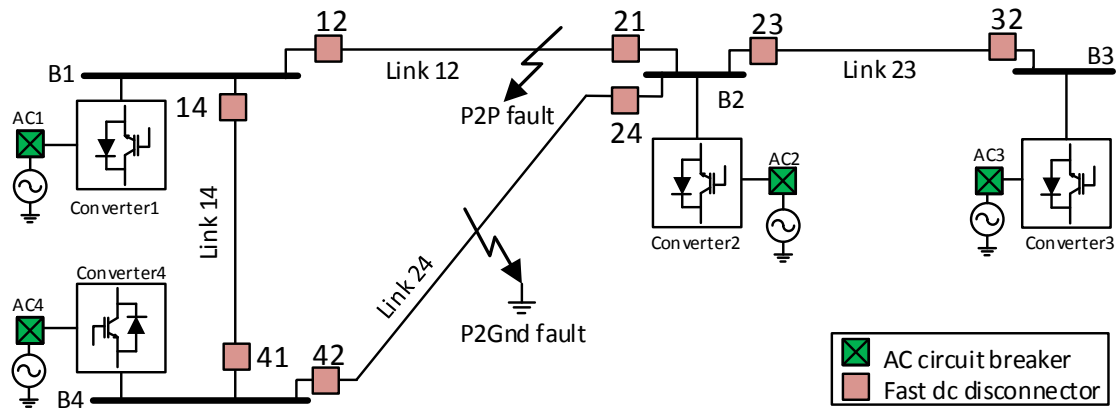 12
21
23
32
B1
Link 12
Link 23
B3
14
P2P fault
24
B2
AC1
AC2
AC3
Converter1
Link 14
Converter2
Converter3
Converter4
Link 24
AC4
P2Gnd fault
41
42
B4
AC circuit breaker
Fast dc disconnector